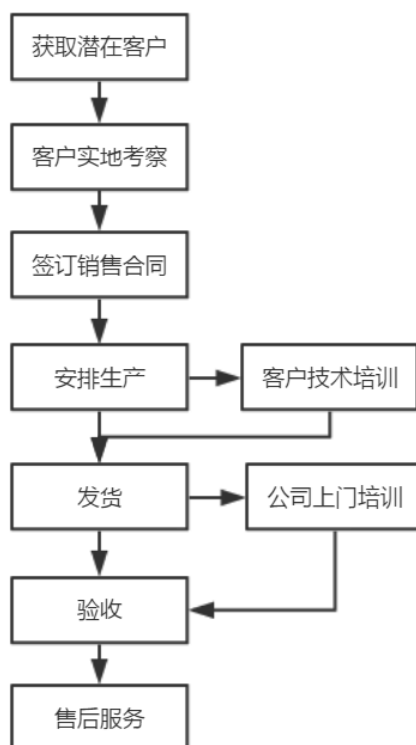 获取潜在客户
客户实地考察
签订销售合同
安排生产
客户技术培训
发货
公司上门培训
验收
售后服务